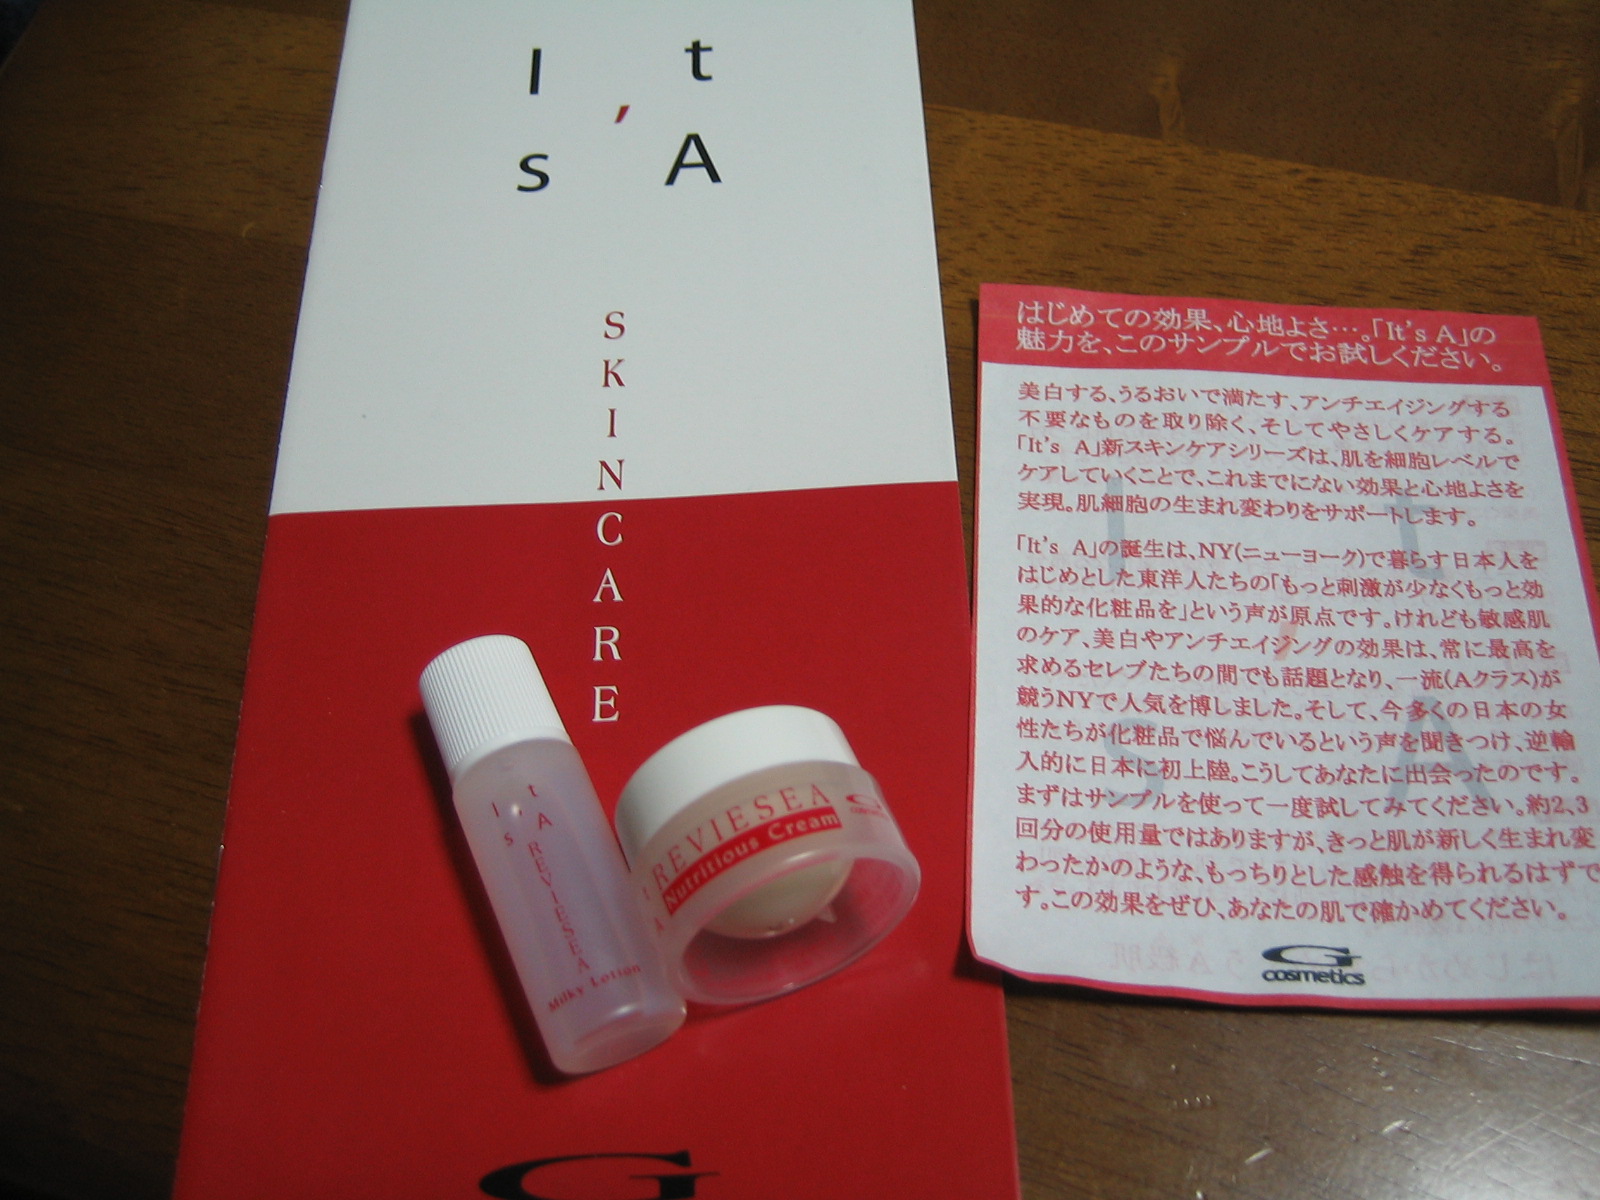 I t
,
s A
SKINCARE
I t
'
s A
REVIESEA
Milky Lotion
REVIESEA
Nutritious Cream
G
はじめての効果、心地よさ…。「It's A」の
魅力を、このサンプルでお試しください。
美白する、うるおいで満たす、アンチエイジングする
不要なものを取り除く、そしてやさしくケアする。
「It's A」新スキンケアシリーズは、肌を細胞レベルで
ケアしていくことで、これまでにない効果と心地よさを
実現。肌細胞の生まれ変わりをサポートします。
「It's A」の誕生は、NY(ニューヨーク)で暮らす日本人を
はじめとした東洋人たちの「もっと刺激が少なくもっと効
果的な化粧品を」という声が原点です。けれども敏感肌
のケア、美白やアンチエイジングの効果は、常に最高を
求めるセレブたちの間でも話題となり、一流(Aクラス)が
競うNYで人気を博しました。そして、今多くの日本の女
性たちが化粧品で悩んでいるという声を聞きつけ、逆輸
入的に日本に初上陸。こうしてあなたに出会ったのです。
まずはサンプルを使って一度試してみてください。約2、3
回分の使用量ではありますが、きっと肌が新しく生まれ変
わったかのような、もっちりとした感触を得られるはずで
す。この効果をぜひ、あなたの肌で確かめてください。
G
cosmetics